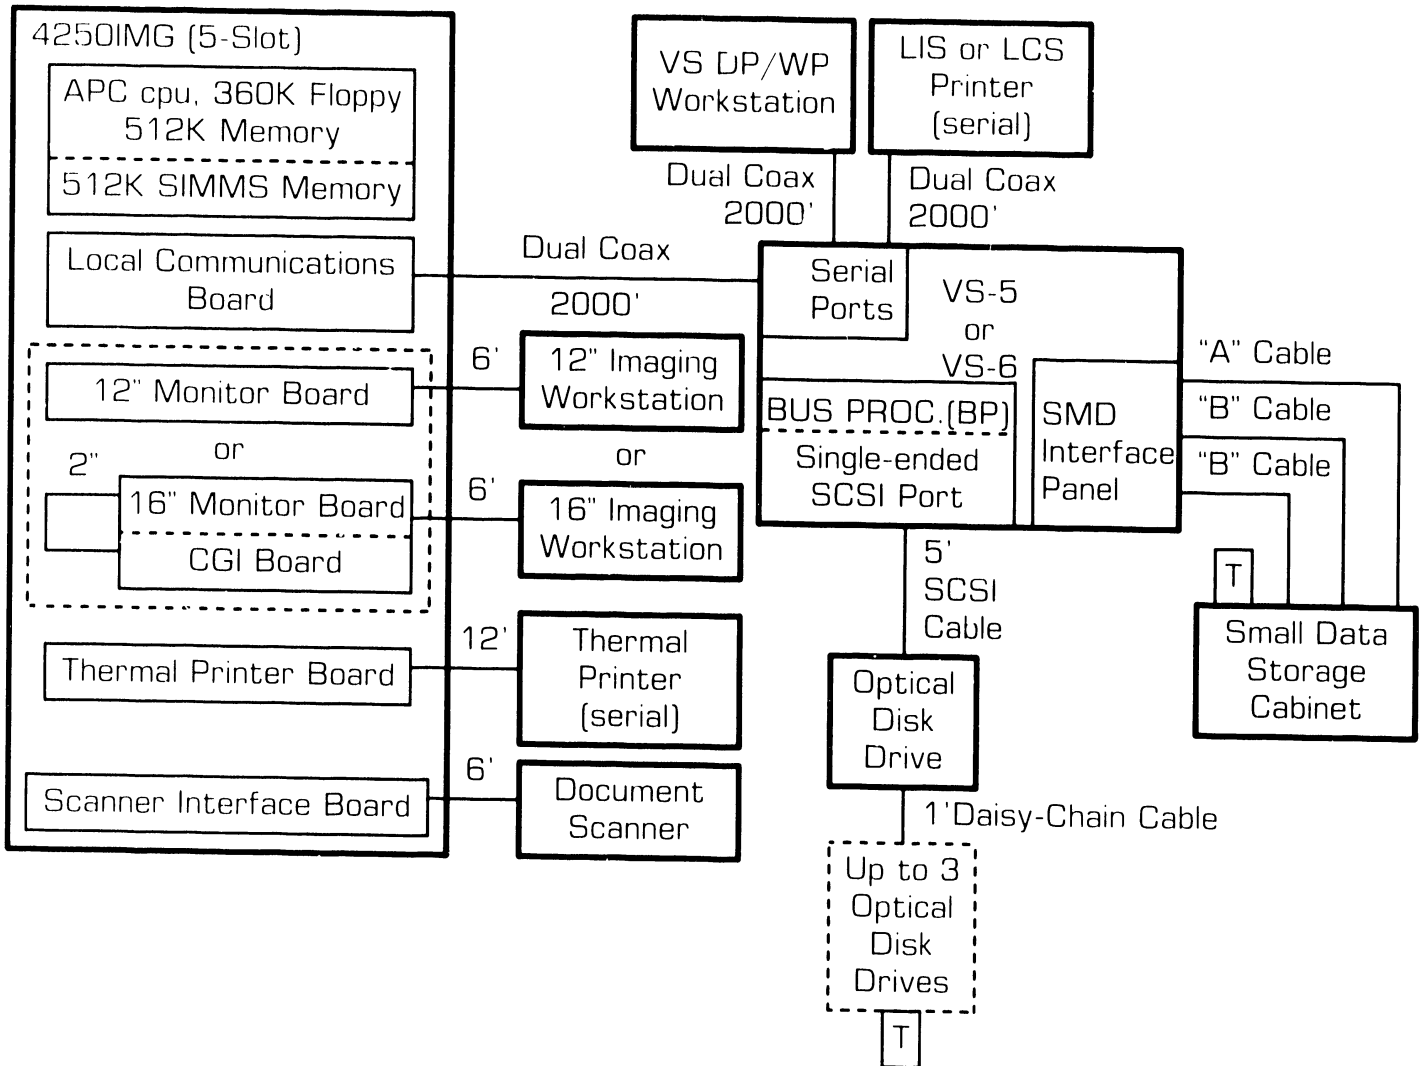 4250IMG (5-Slot)
APC cpu, 360K Floppy
512K Memory
512K SIMMS Memory
Local Communications
Board
12" Monitor Board
or
2"
16" Monitor Board
CGI Board
Thermal Printer Board
Scanner Interface Board
Dual Coax
2000'
6'
12" Imaging
Workstation
or
6'
16" Imaging
Workstation
12'
Thermal
Printer
(serial)
6'
Document
Scanner
VS DP/WP
Workstation
LIS or LCS
Printer
(serial)
Dual Coax
2000'
Dual Coax
2000'
Serial
Ports
VS-5
or
VS-6
BUS PROC.(BP)
Single-ended
SCSI Port
SMD
Interface
Panel
"A" Cable
"B" Cable
"B" Cable
T
Small Data
Storage
Cabinet
5'
SCSI
Cable
Optical
Disk
Drive
1'Daisy-Chain Cable
Up to 3
Optical
Disk
Drives
T